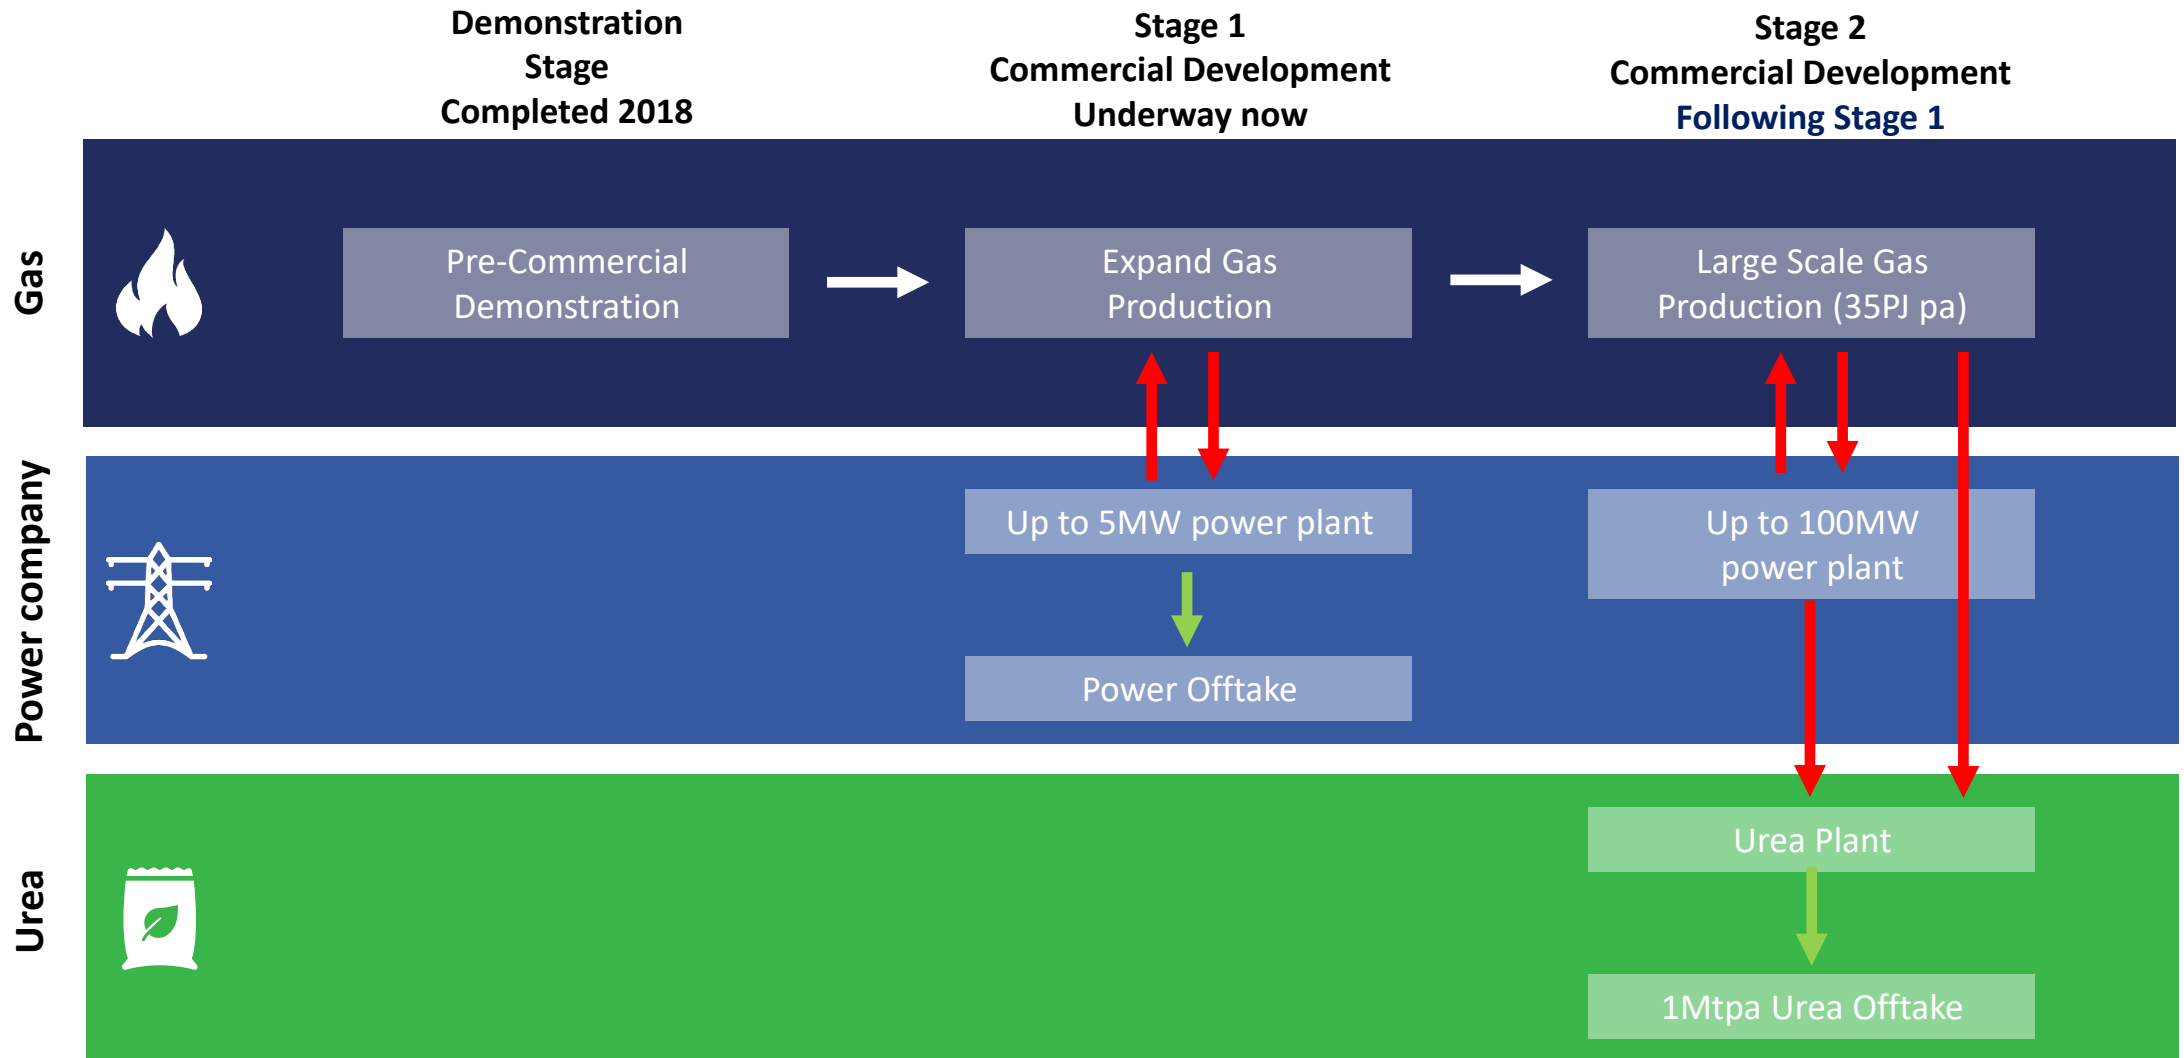 Demonstration
Stage
Completed 2018
Stage 1
Commercial Development
Underway now
Stage 2
Commercial Development
Following Stage 1
Gas
Pre-Commercial
Demonstration
Expand Gas
Production
Large Scale Gas
Production (35PJ pa)
Power company
Up to 5MW power plant
Up to 100MW
power plant
Power Offtake
Urea
Urea Plant
1Mtpa Urea Offtake